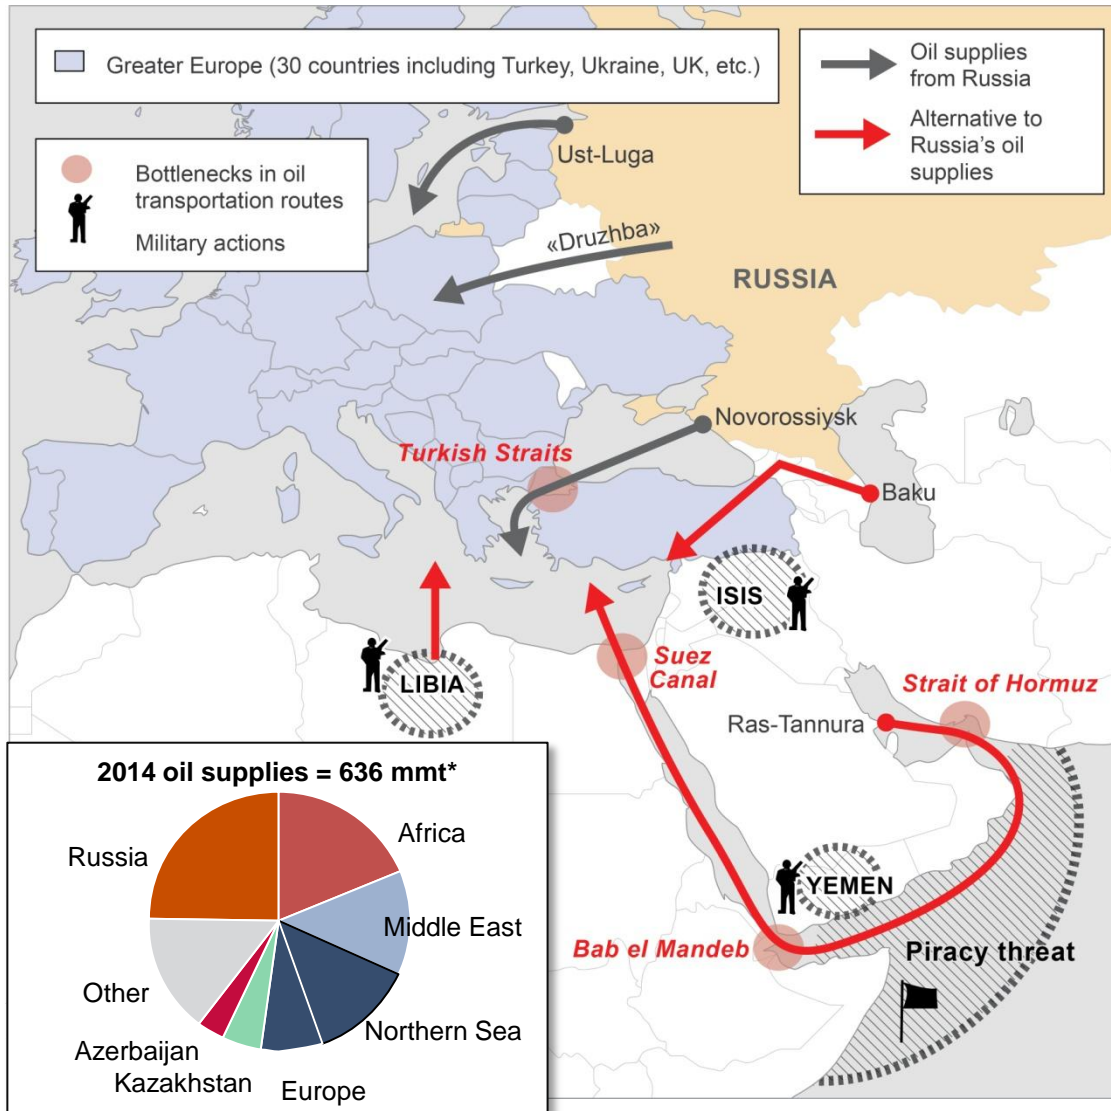 Greater Europe (30 countries including Turkey, Ukraine, UK, etc.)
Oil supplies
from Russia
Alternative to
Russia's oil
supplies
Bottlenecks in oil
transportation routes
Military actions
Ust-Luga
«Druzhba»
RUSSIA
Novorossiysk
Turkish Straits
Baku
ISIS
LIBIA
Suez
Canal
Strait of Hormuz
Ras-Tannura
YEMEN
Bab el Mandeb
Piracy threat
2014 oil supplies = 636 mmt*
Russia
Africa
Middle East
Other
Northern Sea
Azerbaijan
Kazakhstan
Europe